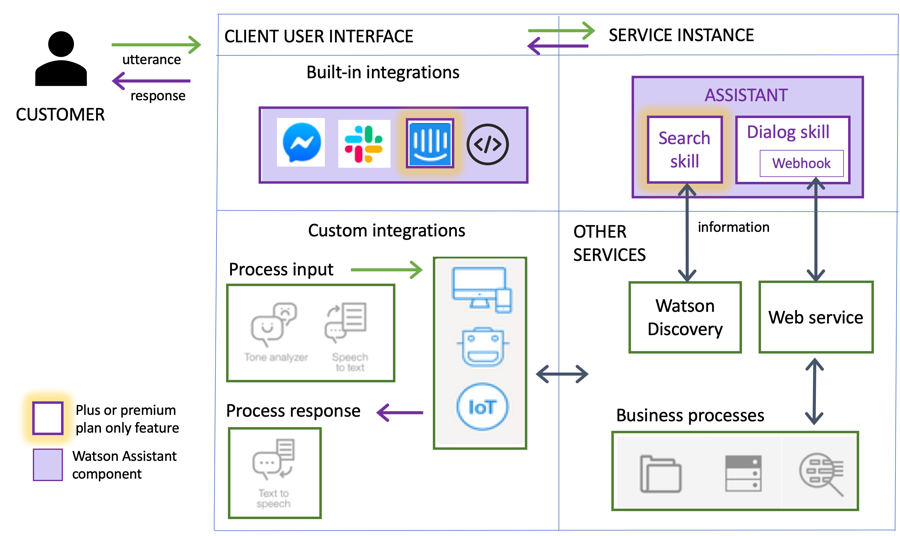 CLIENT USER INTERFACE
SERVICE INSTANCE
utterance
response
CUSTOMER
Built-in integrations
</>
ASSISTANT
Search
skill
Dialog skill
Webhook
Custom integrations
Process input
Tone analyzer
Speech
to text
IoT
Process response
Text to
speech
OTHER
SERVICES
information
Watson
Discovery
Web service
Business processes
Plus or premium
plan only feature
Watson Assistant
component